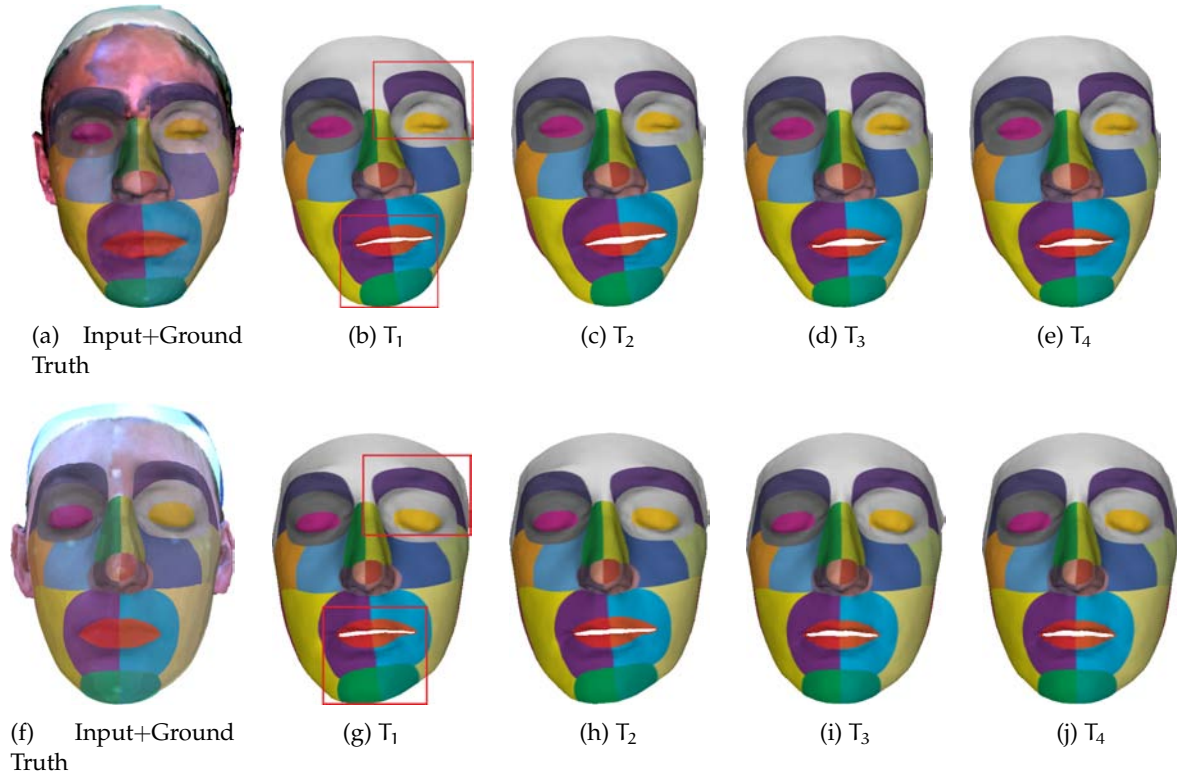 (a) Input+Ground
Truth
(b) T₁
(c) T₂
(d) T₃
(e) T₄
(f) Input+Ground
Truth
(g) T₁
(h) T₂
(i) T₃
(j) T₄